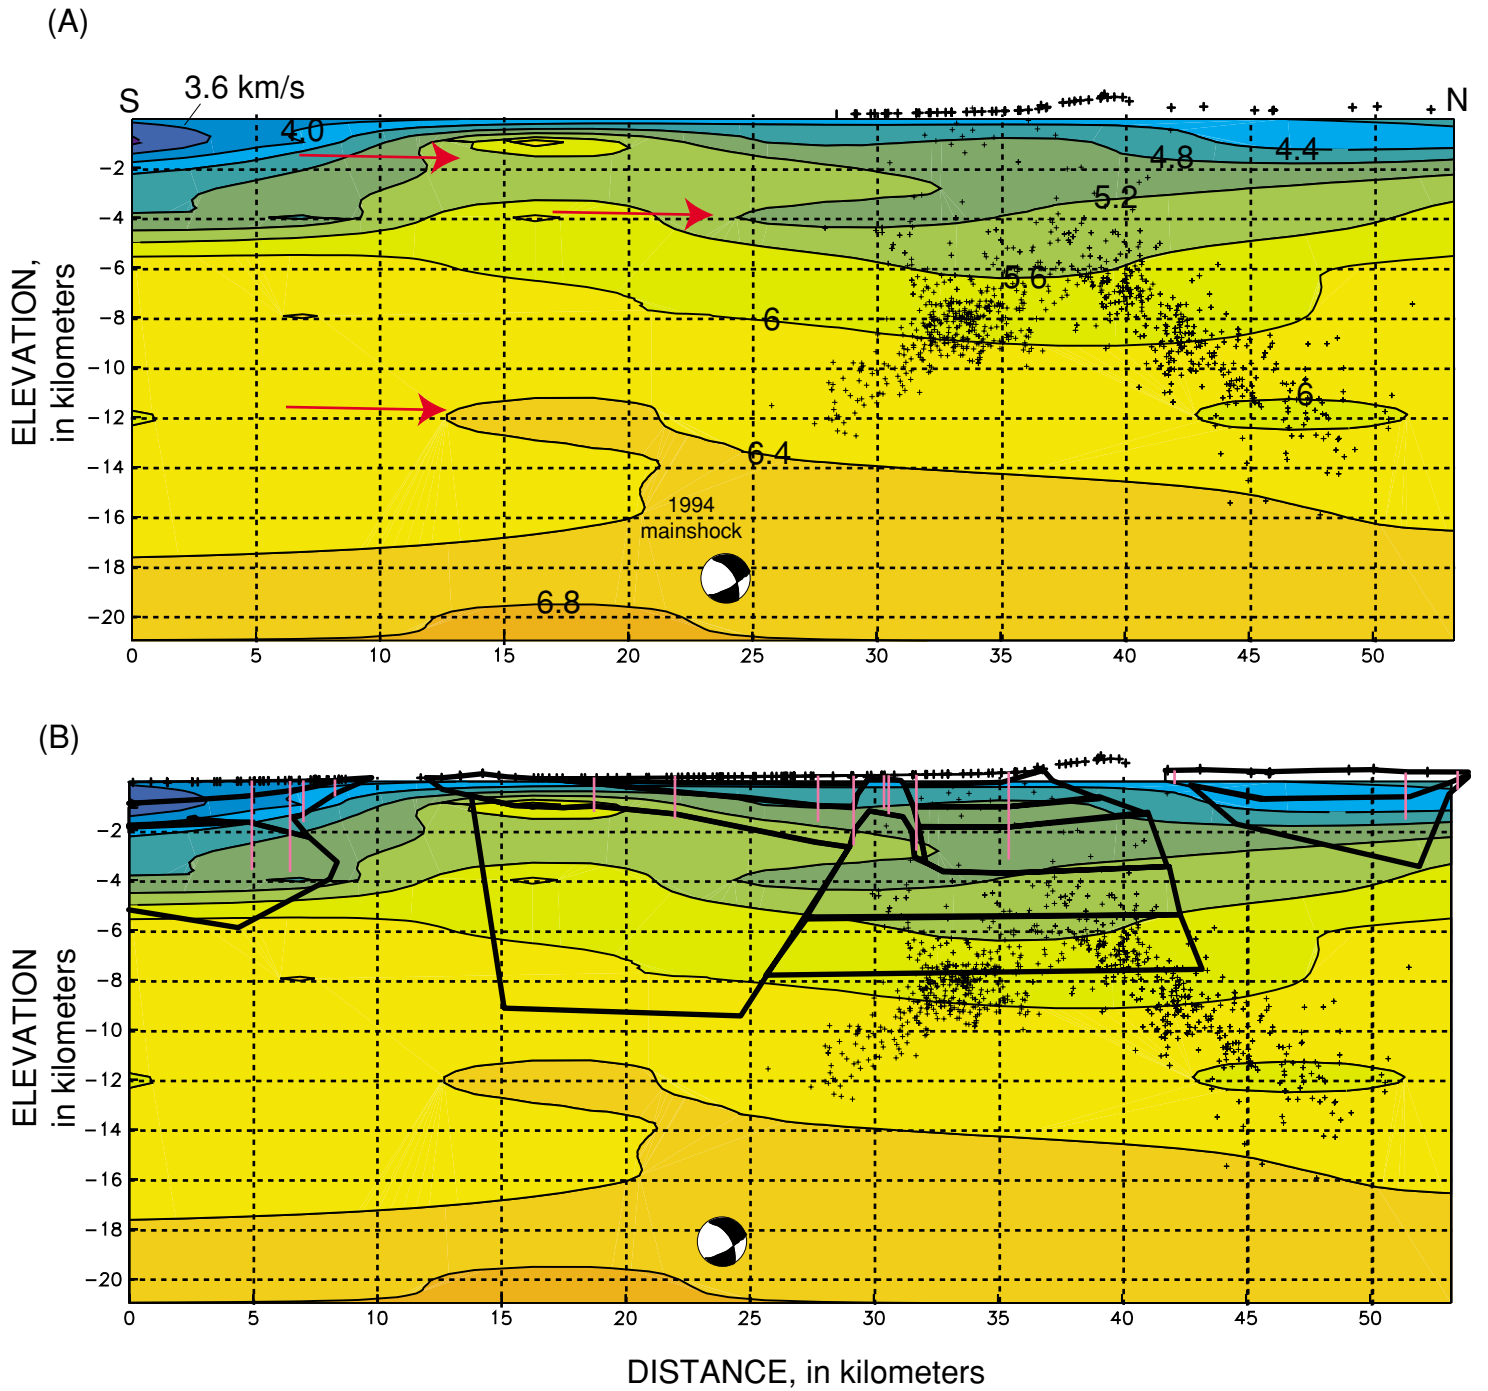 (A)
S
3.6 km/s
N
4.0
4.4
4.8
5.2
5.6
6
6
6.4
6.8
1994
mainshock
ELEVATION,
in kilometers
−2
−4
−6
−8
−10
−12
−14
−16
−18
−20
0 5 10 15 20 25 30 35 40 45 50
(B)
ELEVATION
in kilometers
−2
−4
−6
−8
−10
−12
−14
−16
−18
−20
0 5 10 15 20 25 30 35 40 45 50
DISTANCE, in kilometers